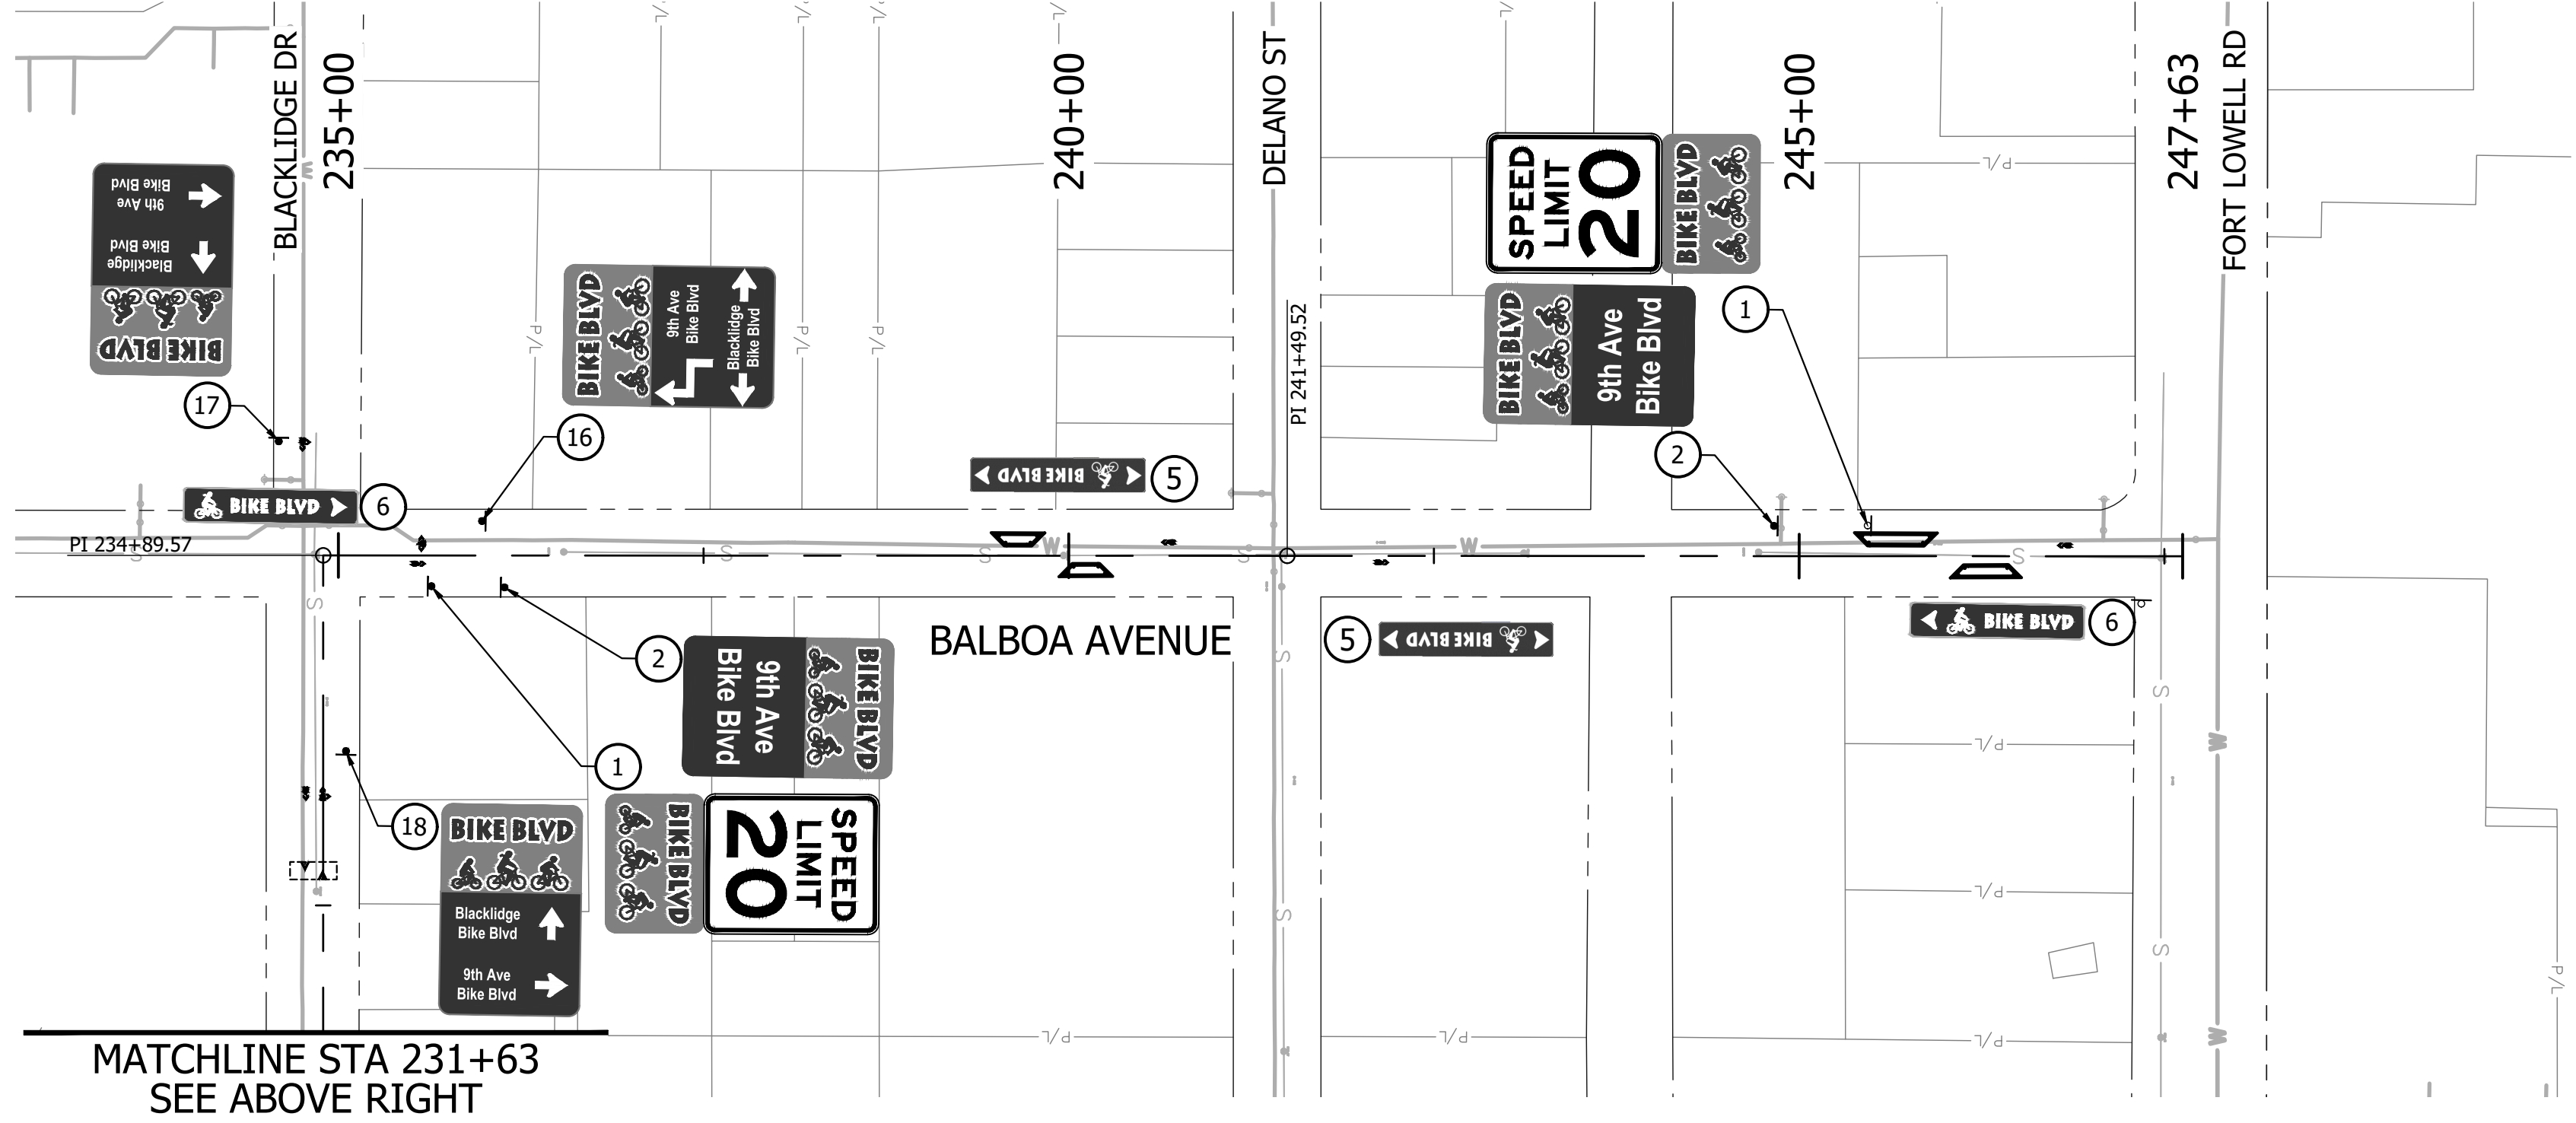 BLACKLIDGE DR
235+00
240+00
DELANO ST
245+00
247+63
FORT LOWELL RD
P/L
P/L
P/L
P/L
P/L
BIKE BLVD
Blacklidge
Bike Blvd
9th Ave
Bike Blvd
17
BIKE BLVD
6
PI 234+89.57
BIKE BLVD
9th Ave
Bike Blvd
Blacklidge
Bike Blvd
16
P/L
P/L
P/L
BIKE BLVD
5
PI 241+49.52
SPEED
LIMIT
20
BIKE BLVD
BIKE BLVD
9th Ave
Bike Blvd
1
2
P/L
W
S
S
S
W
S
W
S
W
S
BALBOA AVENUE
5
BIKE BLVD
BIKE BLVD
6
2
BIKE BLVD
9th Ave
Bike Blvd
1
BIKE BLVD
SPEED
LIMIT
20
18
BIKE BLVD
Blacklidge
Bike Blvd
9th Ave
Bike Blvd
S
S
S
S
S
W
W
P/L
P/L
P/L
P/L
P/L
P/L
MATCHLINE STA 231+63
SEE ABOVE RIGHT